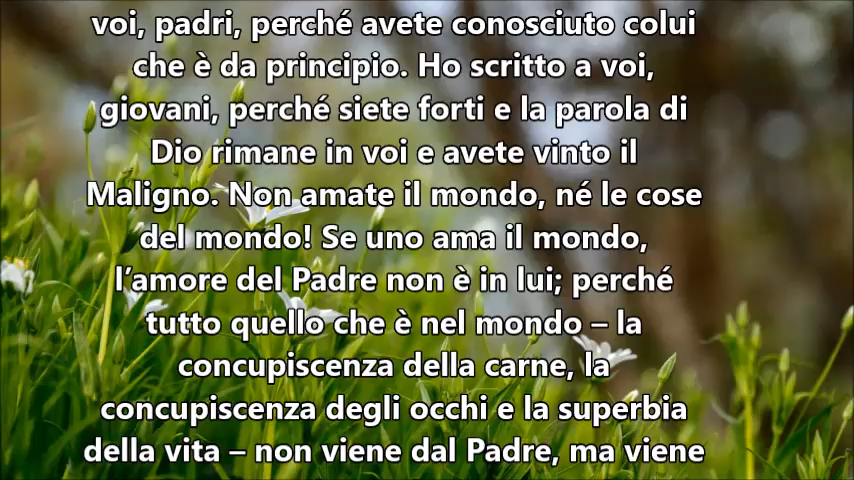 voi, padri, perché avete conosciuto colui
che è da principio. Ho scritto a voi,
giovani, perché siete forti e la parola di
Dio rimane in voi e avete vinto il
Maligno. Non amate il mondo, né le cose
del mondo! Se uno ama il mondo,
l’amore del Padre non è in lui; perché
tutto quello che è nel mondo – la
concupiscenza della carne, la
concupiscenza degli occhi e la superbia
della vita – non viene dal Padre, ma viene